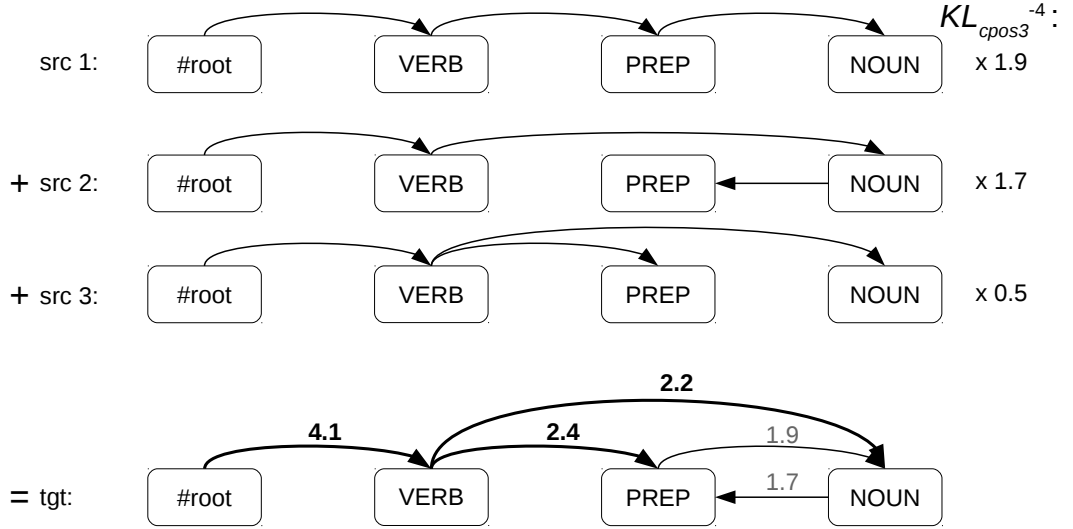 KL_cpos3^-4 :
src 1: #root VERB PREP NOUN x 1.9
+ src 2: #root VERB PREP NOUN x 1.7
+ src 3: #root VERB PREP NOUN x 0.5
2.2
4.1 2.4 1.9
1.7
= tgt: #root VERB PREP NOUN